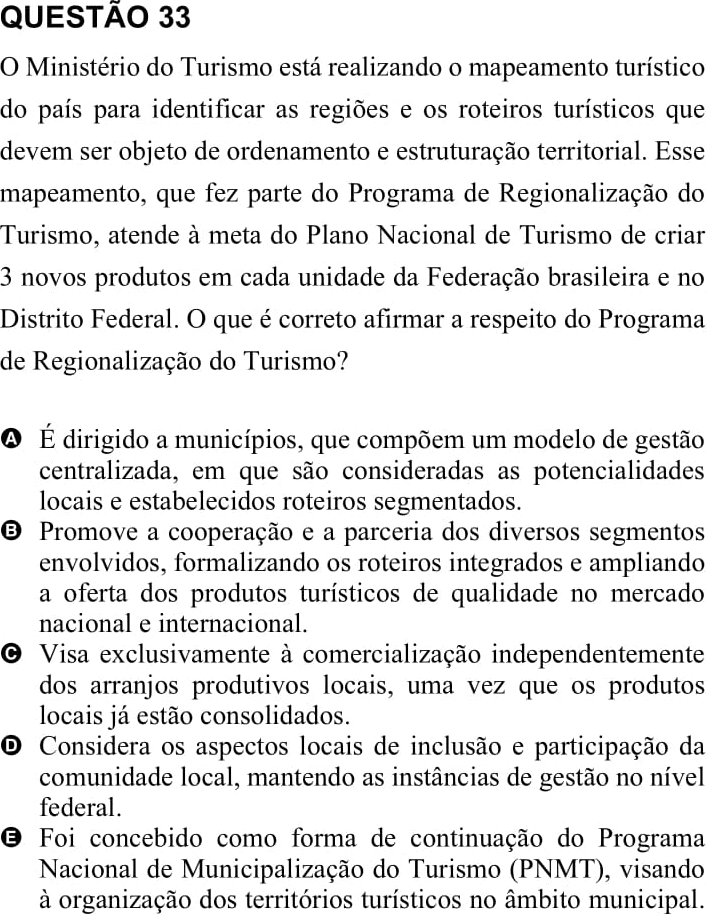 QUESTÃO 33
O Ministério do Turismo está realizando o mapeamento turístico
do país para identificar as regiões e os roteiros turísticos que
devem ser objeto de ordenamento e estruturação territorial. Esse
mapeamento, que fez parte do Programa de Regionalização do
Turismo, atende à meta do Plano Nacional de Turismo de criar
3 novos produtos em cada unidade da Federação brasileira e no
Distrito Federal. O que é correto afirmar a respeito do Programa
de Regionalização do Turismo?
A É dirigido a municípios, que compõem um modelo de gestão
centralizada, em que são consideradas as potencialidades
locais e estabelecidos roteiros segmentados.
B Promove a cooperação e a parceria dos diversos segmentos
envolvidos, formalizando os roteiros integrados e ampliando
a oferta dos produtos turísticos de qualidade no mercado
nacional e internacional.
C Visa exclusivamente à comercialização independentemente
dos arranjos produtivos locais, uma vez que os produtos
locais já estão consolidados.
D Considera os aspectos locais de inclusão e participação da
comunidade local, mantendo as instâncias de gestão no nível
federal.
E Foi concebido como forma de continuação do Programa
Nacional de Municipalização do Turismo (PNMT), visando
à organização dos territórios turísticos no âmbito municipal.